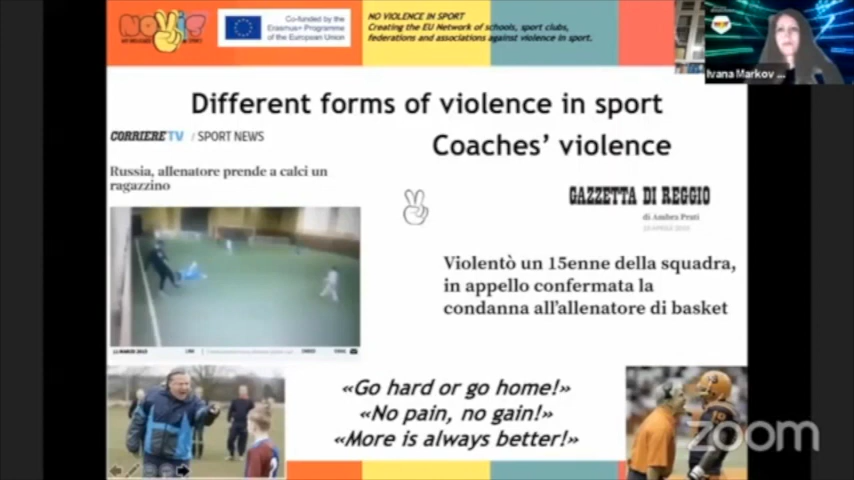 NOVI?!
Co-funded by the
Erasmus+ Programme
of the European Union
NO VIOLENCE IN SPORT
Creating the EU Network of schools, sport clubs,
federations and associations against violence in sport.
Ivana Markov ...
Different forms of violence in sport
Coaches' violence
CORRIERE TV / SPORT NEWS
Russia, allenatore prende a calci un
ragazzino
GAZZETTA DI REGGIO
di Ambra Prati
Violentò un 15enne della squadra,
in appello confermata la
condanna all'allenatore di basket
«Go hard or go home!»
«No pain, no gain!»
«More is always better!»
zoom